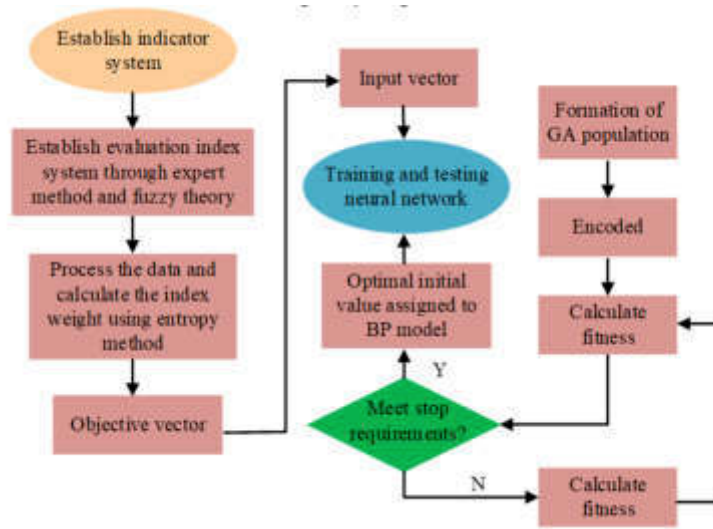 Establish indicator
system
Establish evaluation index
system through expert
method and fuzzy theory
Process the data and
calculate the index
weight using entropy
method
Objective vector
Input vector
Training and testing
neural network
Optimal initial
value assigned to
BP model
Y
Meet stop
requirements?
N
Formation of
GA population
Encoded
Calculate
fitness
Calculate
fitness